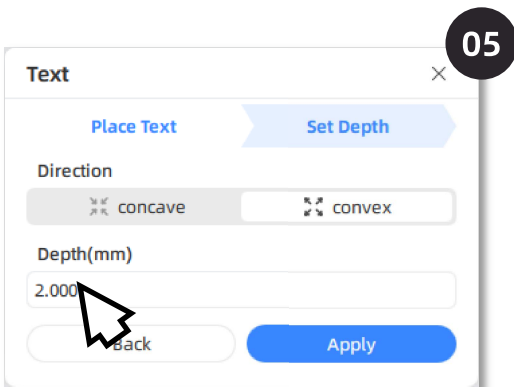 05
Text
Place Text Set Depth
Direction
concave convex
Depth(mm)
2.000
Back Apply